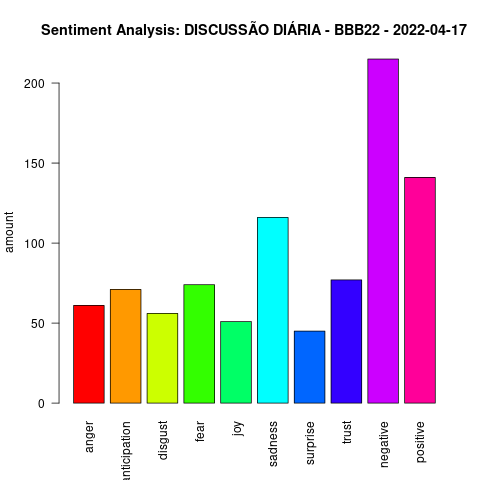 Sentiment Analysis: DISCUSSÃO DIÁRIA - BBB22 - 2022-04-17
amount
200
150
100
50
0
anger
nticipation
disgust
fear
joy
sadness
surprise
trust
negative
positive